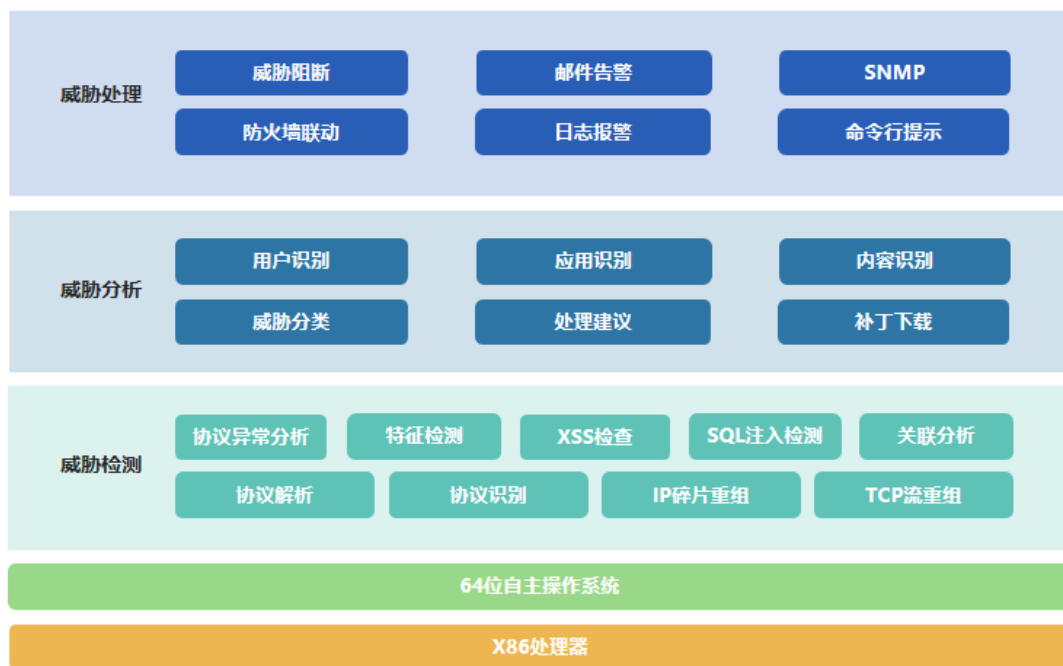 威胁处理
威胁阻断 邮件告警 SNMP
防火墙联动 日志报警 命令行提示
威胁分析
用户识别 应用识别 内容识别
威胁分类 处理建议 补丁下载
威胁检测
协议异常分析 特征检测 XSS检查 SQL注入检测 关联分析
协议解析 协议识别 IP碎片重组 TCP流重组
64位自主操作系统
X86处理器